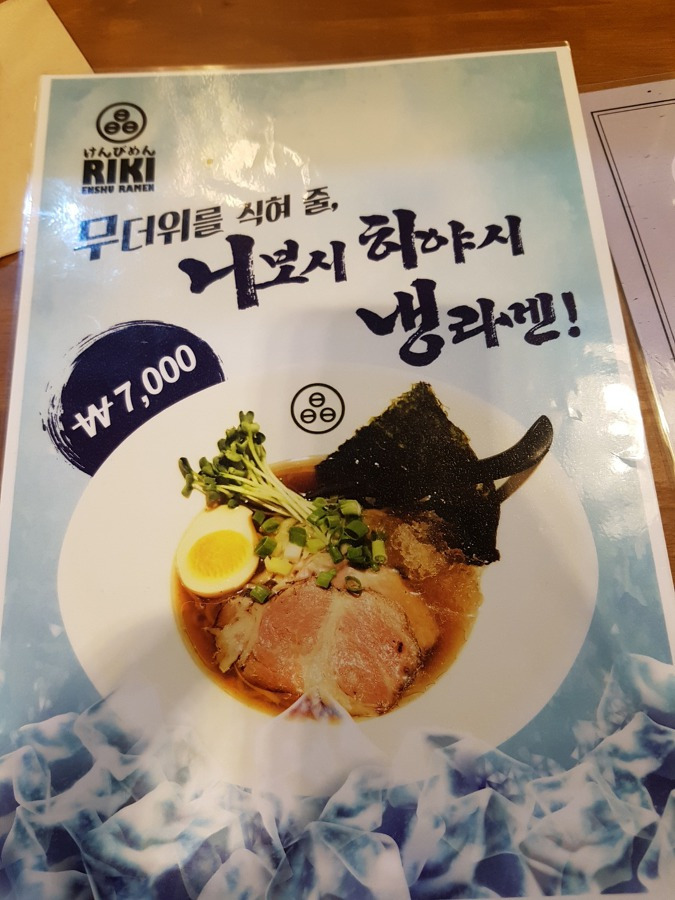 けんびめん
RIKI
ENSHU RAMEN
무더위를 식혀 줄,
니보시 히야시
냉라멘!
₩7,000